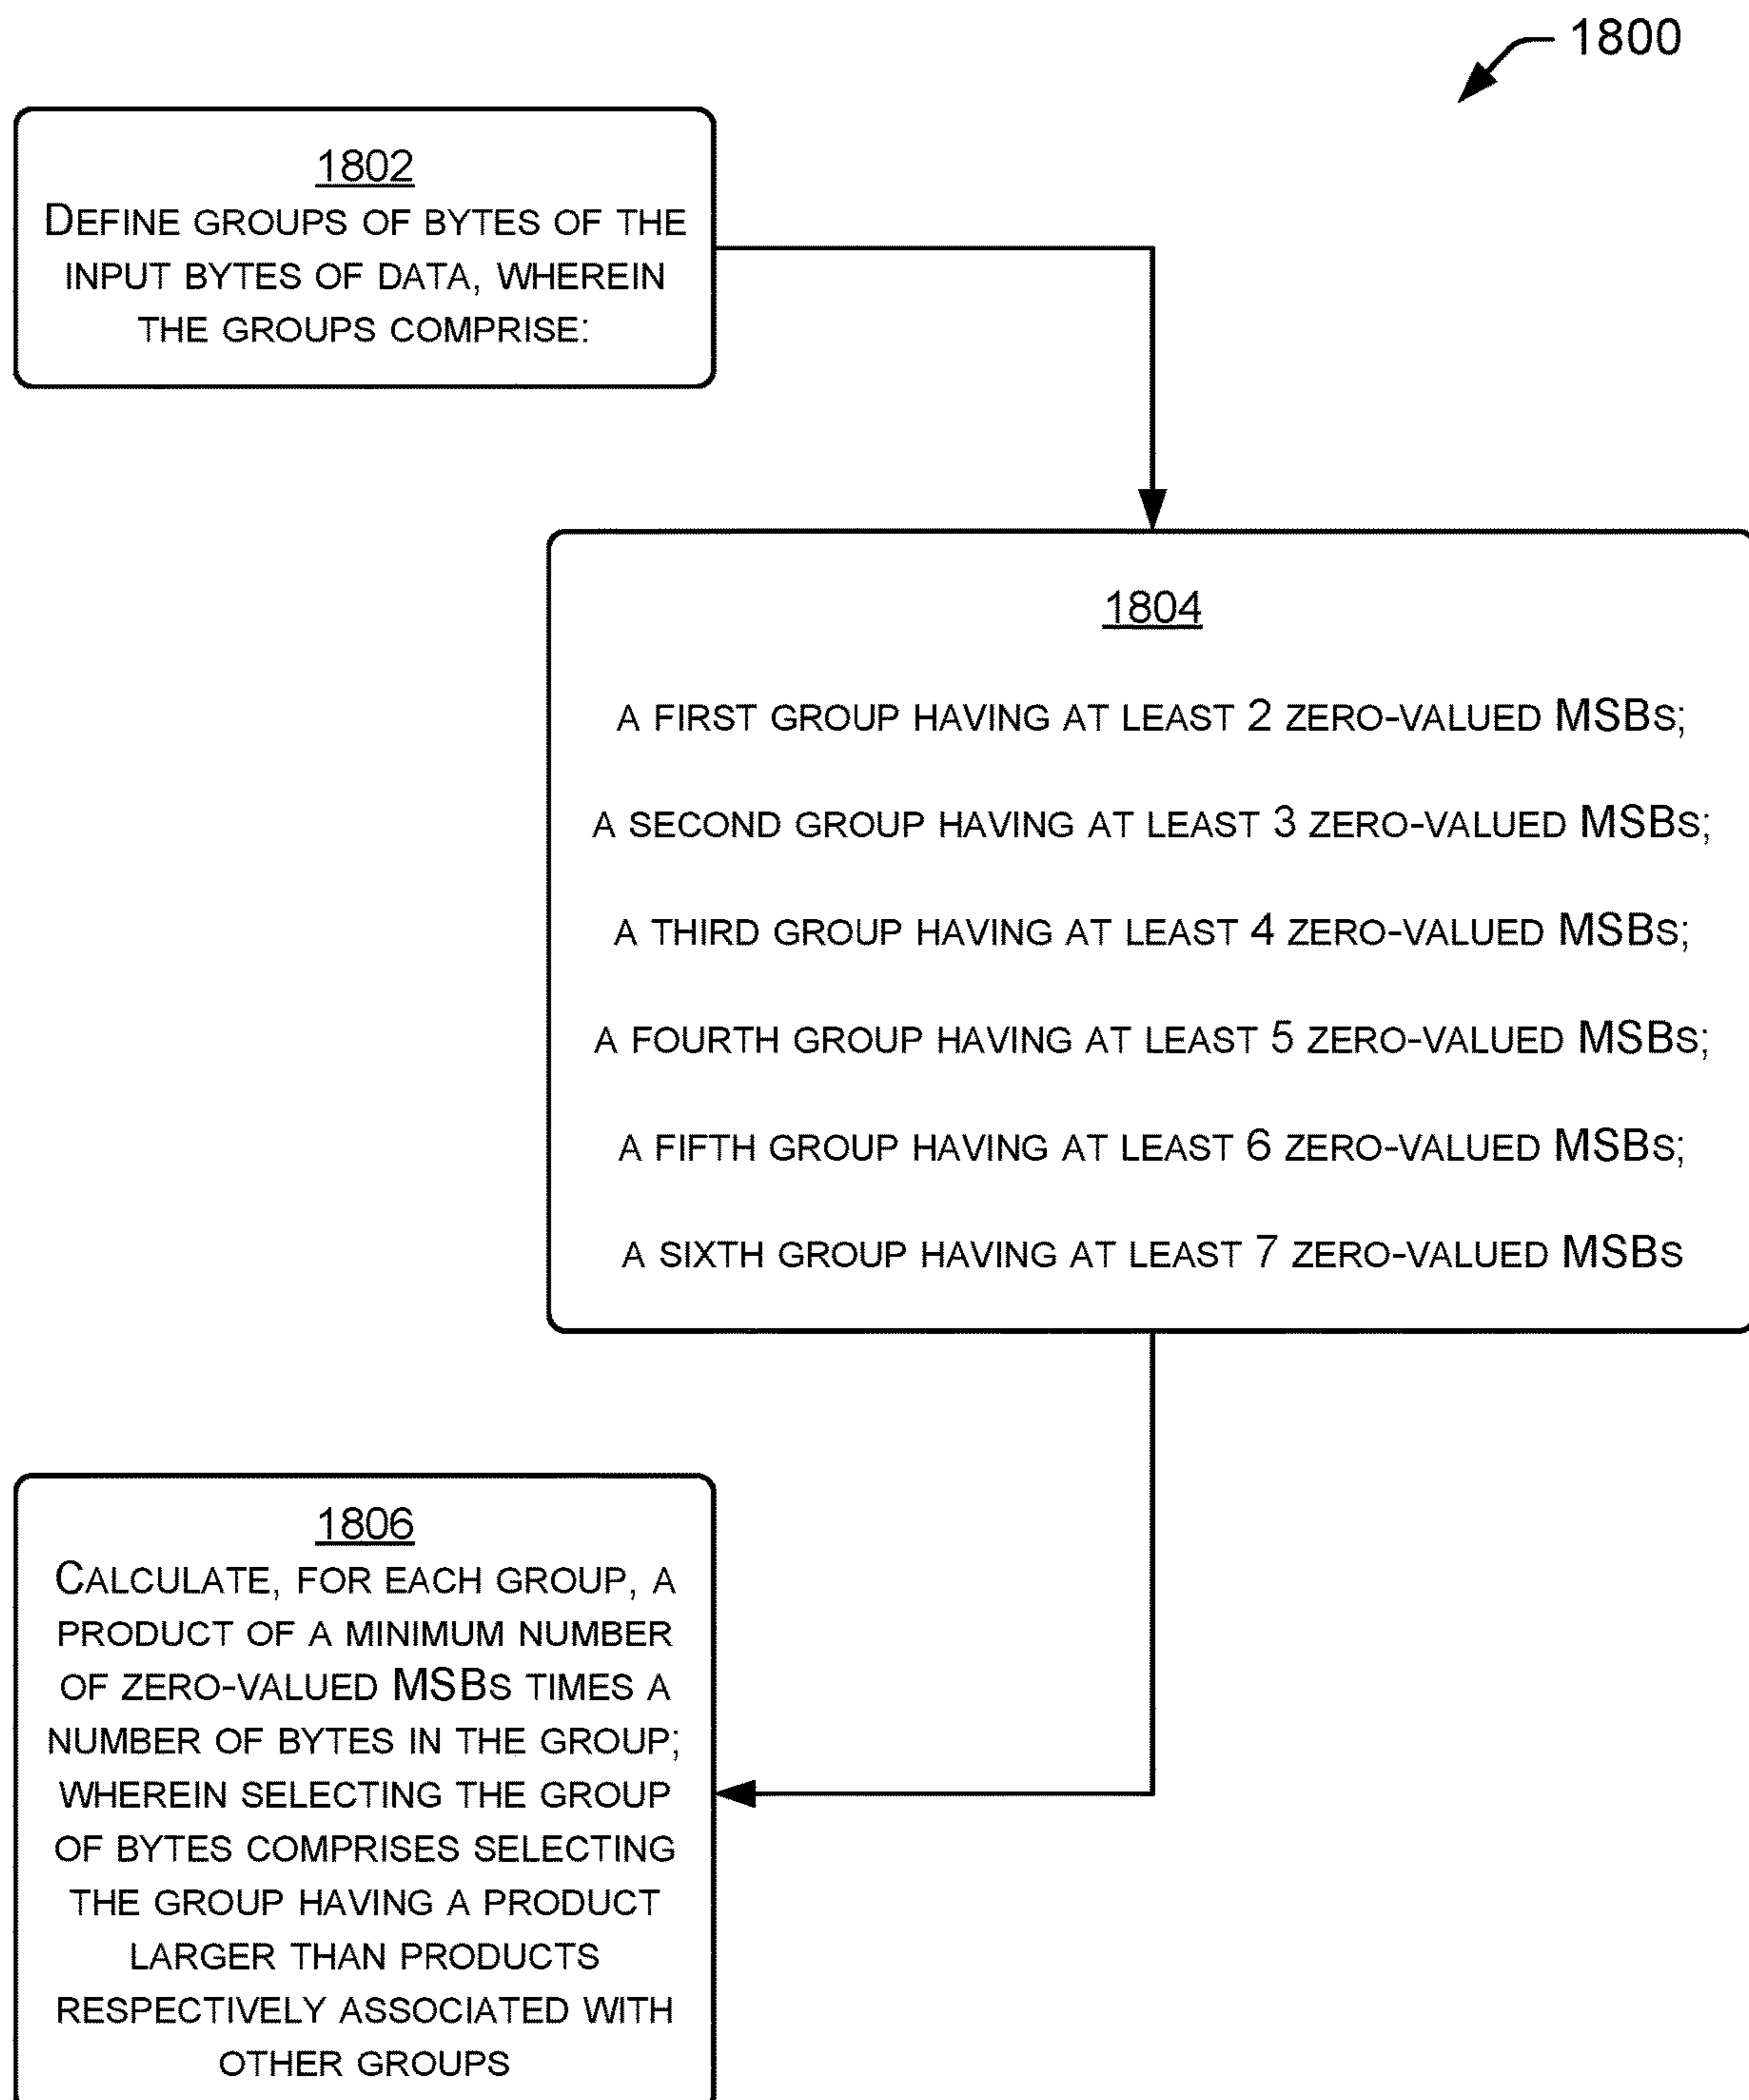 1800
1802
DEFINE GROUPS OF BYTES OF THE
INPUT BYTES OF DATA, WHEREIN
THE GROUPS COMPRISE:
1804
A FIRST GROUP HAVING AT LEAST 2 ZERO-VALUED MSBS;
A SECOND GROUP HAVING AT LEAST 3 ZERO-VALUED MSBS;
A THIRD GROUP HAVING AT LEAST 4 ZERO-VALUED MSBS;
A FOURTH GROUP HAVING AT LEAST 5 ZERO-VALUED MSBS;
A FIFTH GROUP HAVING AT LEAST 6 ZERO-VALUED MSBS;
A SIXTH GROUP HAVING AT LEAST 7 ZERO-VALUED MSBS
1806
CALCULATE, FOR EACH GROUP, A
PRODUCT OF A MINIMUM NUMBER
OF ZERO-VALUED MSBS TIMES A
NUMBER OF BYTES IN THE GROUP;
WHEREIN SELECTING THE GROUP
OF BYTES COMPRISES SELECTING
THE GROUP HAVING A PRODUCT
LARGER THAN PRODUCTS
RESPECTIVELY ASSOCIATED WITH
OTHER GROUPS